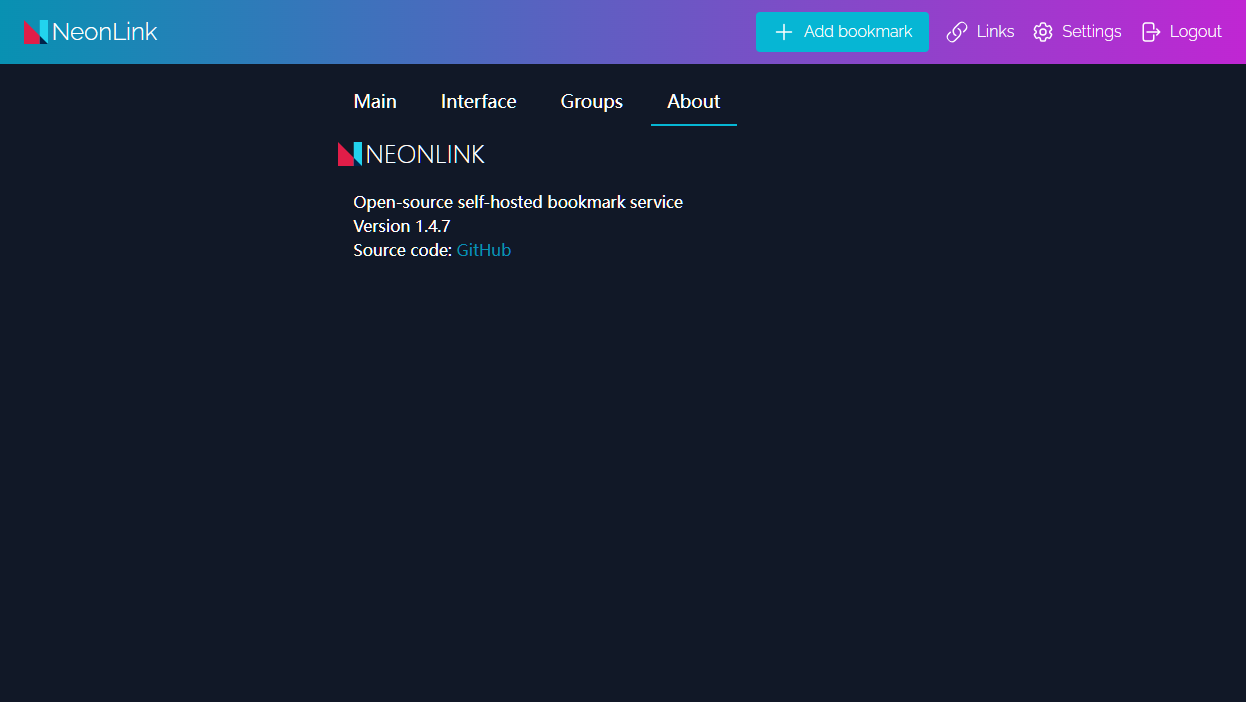 NeonLink
Add bookmark
Links
Settings
Logout
Main
Interface
Groups
About
NEONLINK
Open-source self-hosted bookmark service
Version 1.4.7
Source code: GitHub